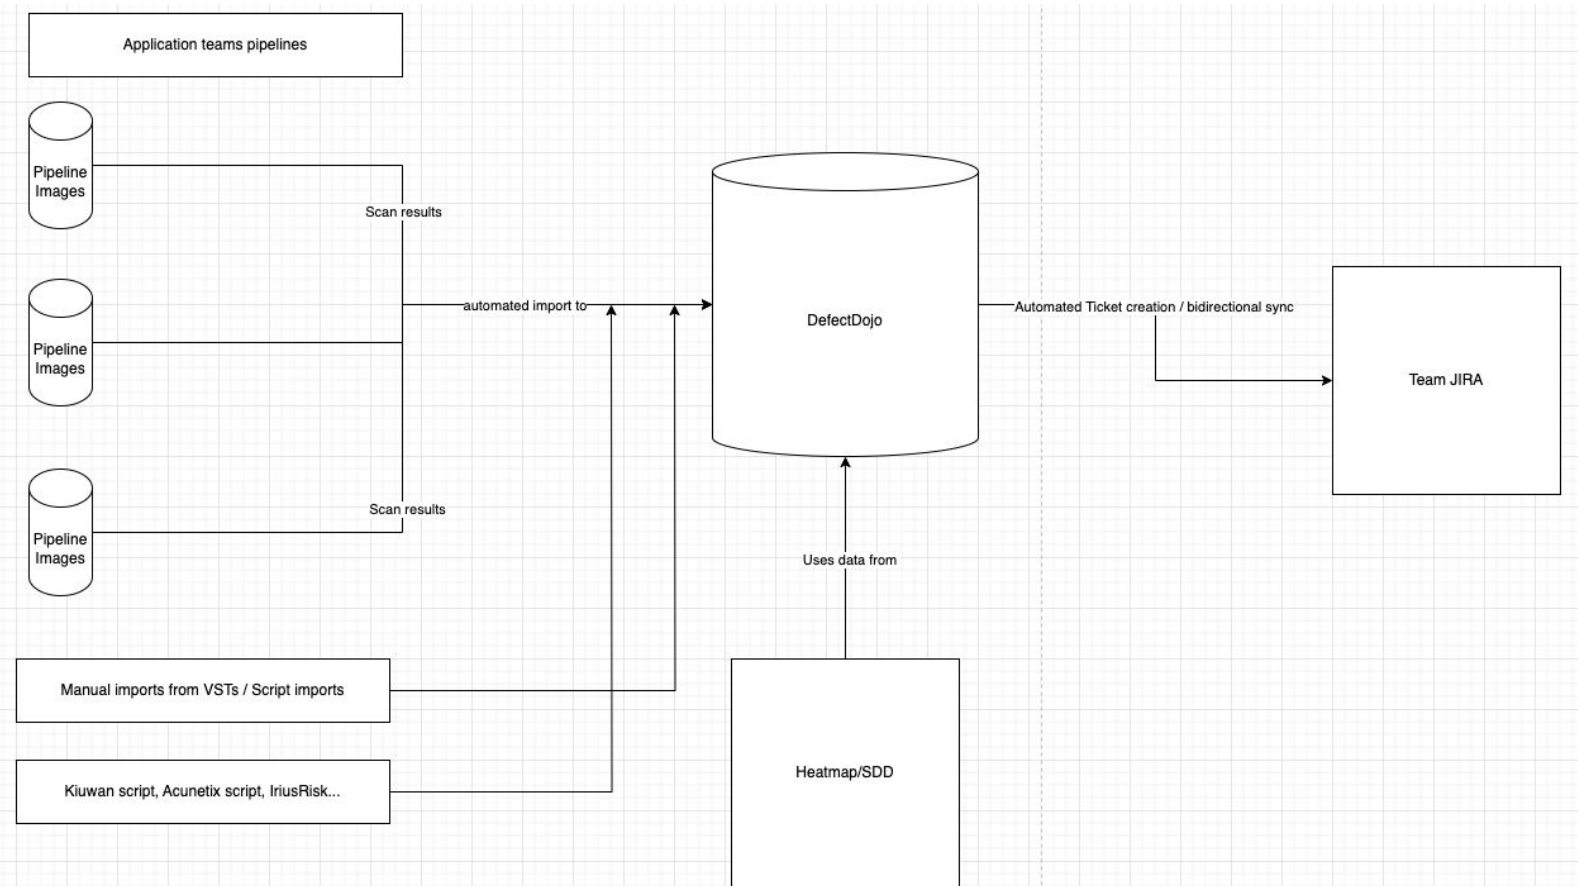 Application teams pipelines
Pipeline
Images
Scan results
automated import to
DefectDojo
Automated Ticket creation / bidirectional sync
Pipeline
Images
Team JIRA
Scan results
Pipeline
Images
Uses data from
Manual imports from VSTs / Script imports
Heatmap/SDD
Kiuwan script, Acunetix script, IriusRisk...